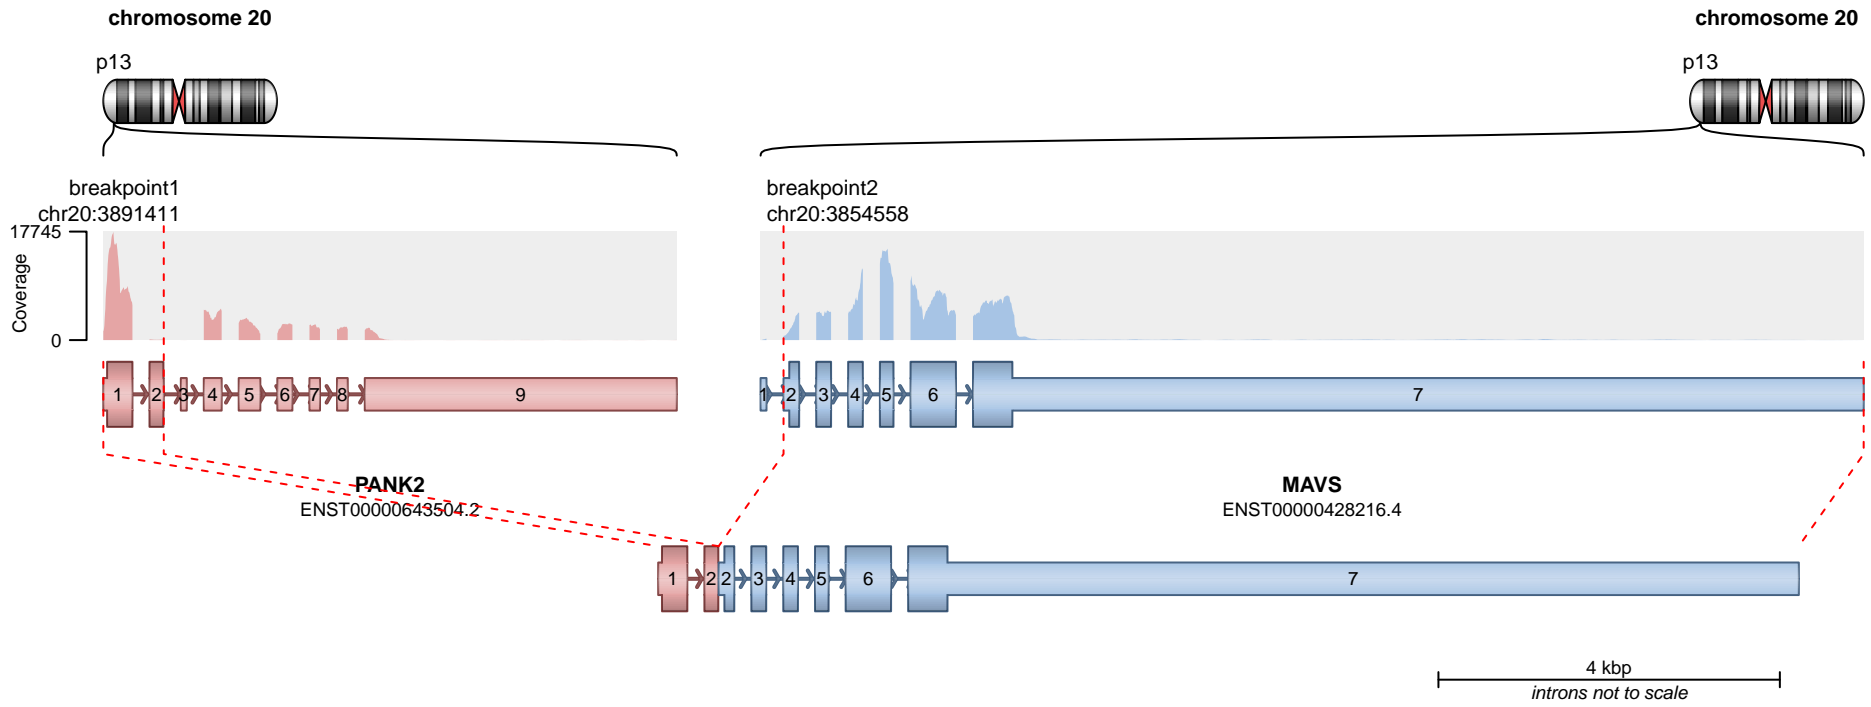 chromosome 20
chromosome 20
p13
p13
breakpoint1
chr20:3891411
breakpoint2
chr20:3854558
17745
Coverage
0
1 2 3 4 5 6 7 8 9
1 2 3 4 5 6 7
PANK2
ENST00000643504.2
MAVS
ENST00000428216.4
1 2 2 3 4 5 6 7
4 kbp
introns not to scale